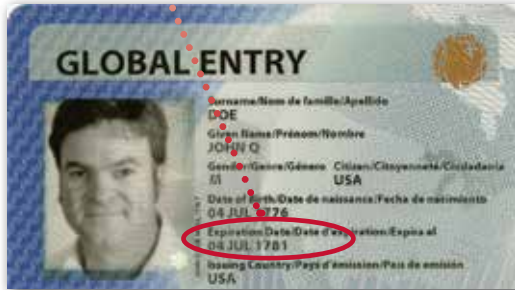 GLOBAL ENTRY
Surname/Nom de famille/Apellido
DOE
Given Name/Prénom/Nombre
JOHN Q
Gender/Genre/Género Citizen/Citoyenneté/Ciudadanía
M USA
Date of Birth/Date de naissance/Fecha de nacimiento
04 JUL 1776
Expiration Date/Date d'expiration/Expira el
04 JUL 1781
Issuing Country/Pays d'émission/País de emisión
USA